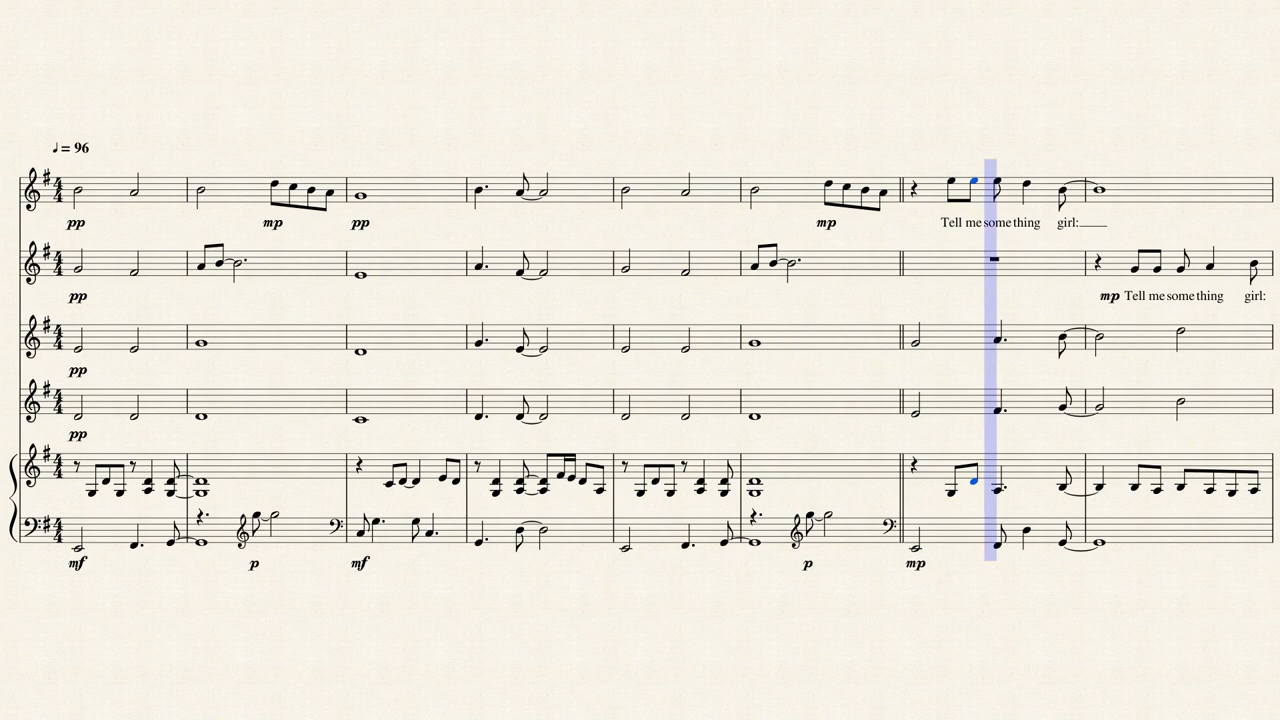 ♩ = 96
pp mp pp mp
Tell me some thing girl:
pp
mp Tell me some thing girl:
pp
pp
mf p mf p mp